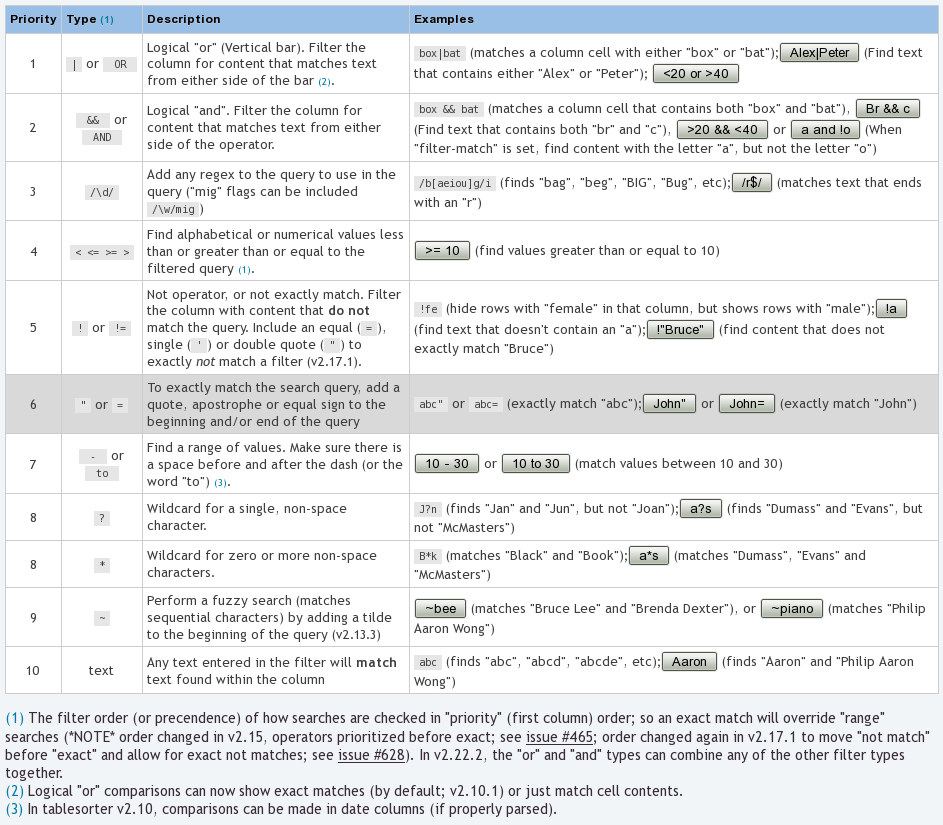 Priority Type (1) Description Examples
1
| or OR
Logical "or" (Vertical bar). Filter the
column for content that matches text
from either side of the bar (2).
box|bat (matches a column cell with either "box" or "bat"); Alex|Peter (Find text
that contains either "Alex" or "Peter"); <20 or >40
2
&& or
AND
Logical "and". Filter the column for
content that matches text from either
side of the operator.
box && bat (matches a column cell that contains both "box" and "bat"), Br && c
(Find text that contains both "br" and "c"), >20 && <40 or a and !o (When
"filter-match" is set, find content with the letter "a", but not the letter "o")
3
/\d/
Add any regex to the query to use in the
query ("mig" flags can be included
/\w/mig )
/b[aeiou]g/i (finds "bag", "beg", "BIG", "Bug", etc); /r$/ (matches text that ends
with an "r")
4
< <= >= >
Find alphabetical or numerical values less
than or greater than or equal to the
filtered query (1).
>= 10 (find values greater than or equal to 10)
5
! or !=
Not operator, or not exactly match. Filter
the column with content that do not
match the query. Include an equal ( = ),
single ( ' ) or double quote ( " ) to
exactly not match a filter (v2.17.1).
!fe (hide rows with "female" in that column, but shows rows with "male"); !a
(find text that doesn't contain an "a"); !"Bruce" (find content that does not
exactly match "Bruce")
6
" or =
To exactly match the search query, add a
quote, apostrophe or equal sign to the
beginning and/or end of the query
abc" or abc= (exactly match "abc"); John" or John= (exactly match "John")
7
- or
to
Find a range of values. Make sure there is
a space before and after the dash (or the
word "to") (3).
10 - 30 or 10 to 30 (match values between 10 and 30)
8
?
Wildcard for a single, non-space
character.
J?n (finds "Jan" and "Jun", but not "Joan"); a?s (finds "Dumass" and "Evans", but
not "McMasters")
8
*
Wildcard for zero or more non-space
characters.
B*k (matches "Black" and "Book"); a*s (matches "Dumass", "Evans" and
"McMasters")
9
~
Perform a fuzzy search (matches
sequential characters) by adding a tilde
to the beginning of the query (v2.13.3)
~bee (matches "Bruce Lee" and "Brenda Dexter"), or ~piano (matches "Philip
Aaron Wong")
10
text
Any text entered in the filter will match
text found within the column
abc (finds "abc", "abcd", "abcde", etc); Aaron (finds "Aaron" and "Philip Aaron
Wong")
(1) The filter order (or precendence) of how searches are checked in "priority" (first column) order; so an exact match will override "range"
searches (*NOTE* order changed in v2.15, operators prioritized before exact; see issue #465; order changed again in v2.17.1 to move "not match"
before "exact" and allow for exact not matches; see issue #628). In v2.22.2, the "or" and "and" types can combine any of the other filter types
together.
(2) Logical "or" comparisons can now show exact matches (by default; v2.10.1) or just match cell contents.
(3) In tablesorter v2.10, comparisons can be made in date columns (if properly parsed).